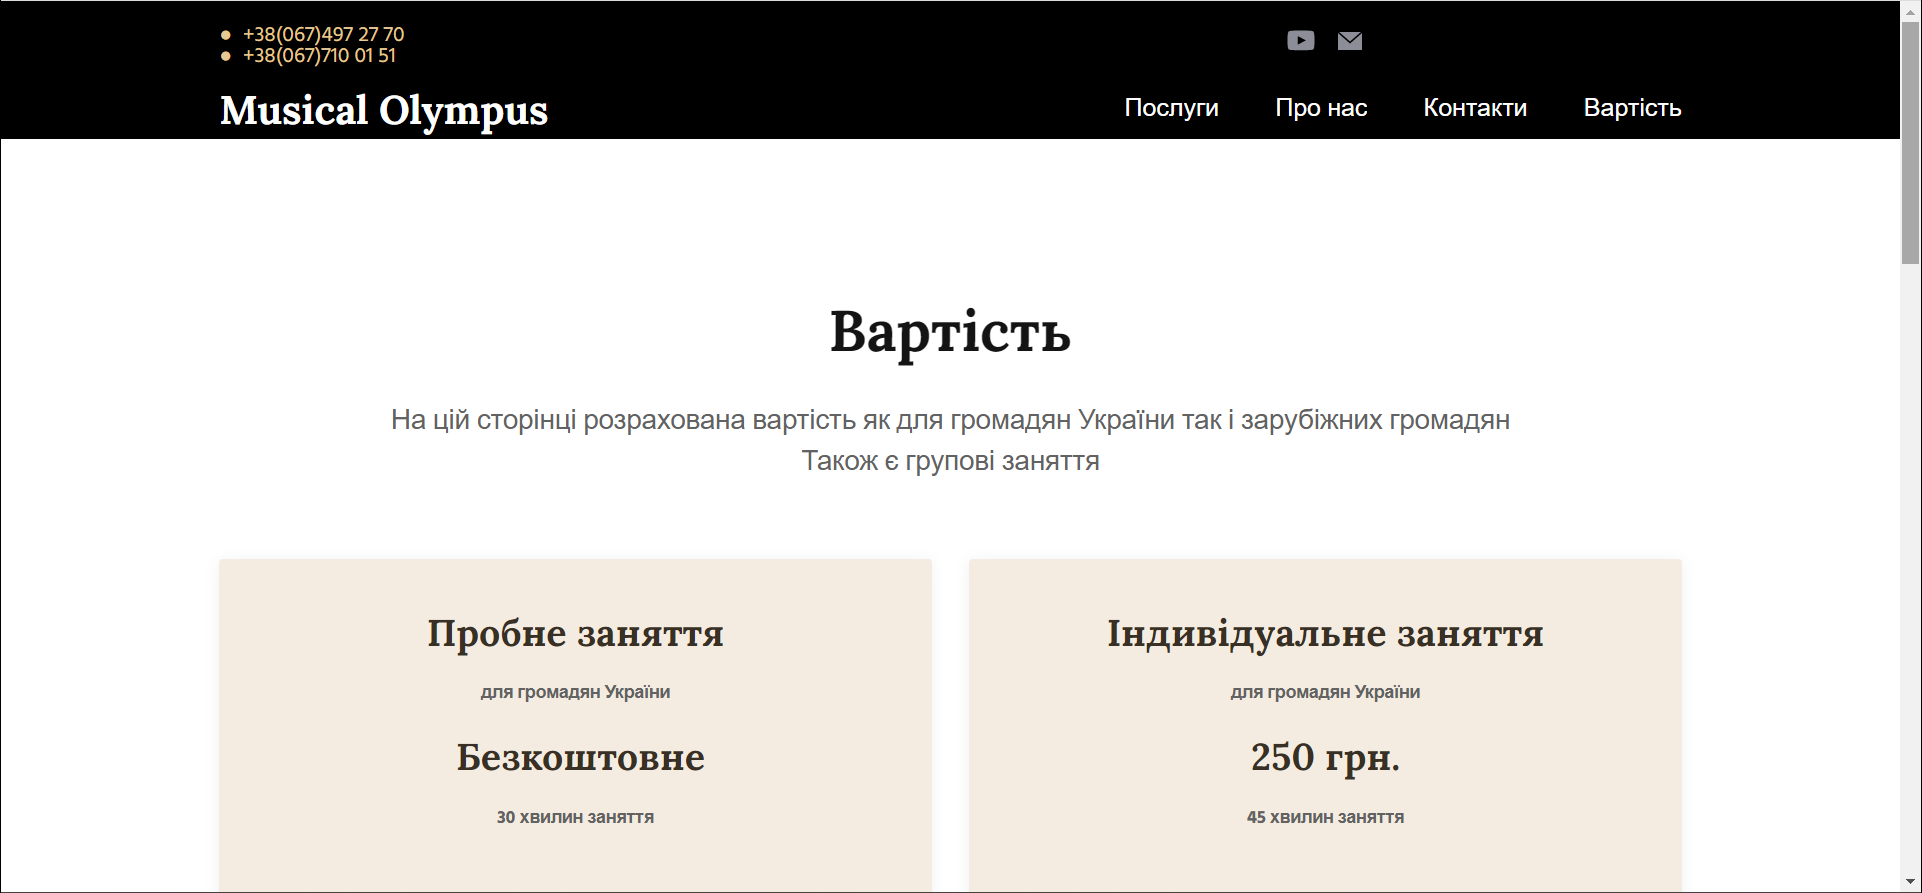 +38(067)497 27 70
+38(067)710 01 51
Musical Olympus
Послуги Про нас Контакти Вартість
Вартість
На цій сторінці розрахована вартість як для громадян України так і зарубіжних громадян
Також є групові заняття
Пробне заняття
для громадян України
Безкоштовне
30 хвилин заняття
Індивідуальне заняття
для громадян України
250 грн.
45 хвилин заняття